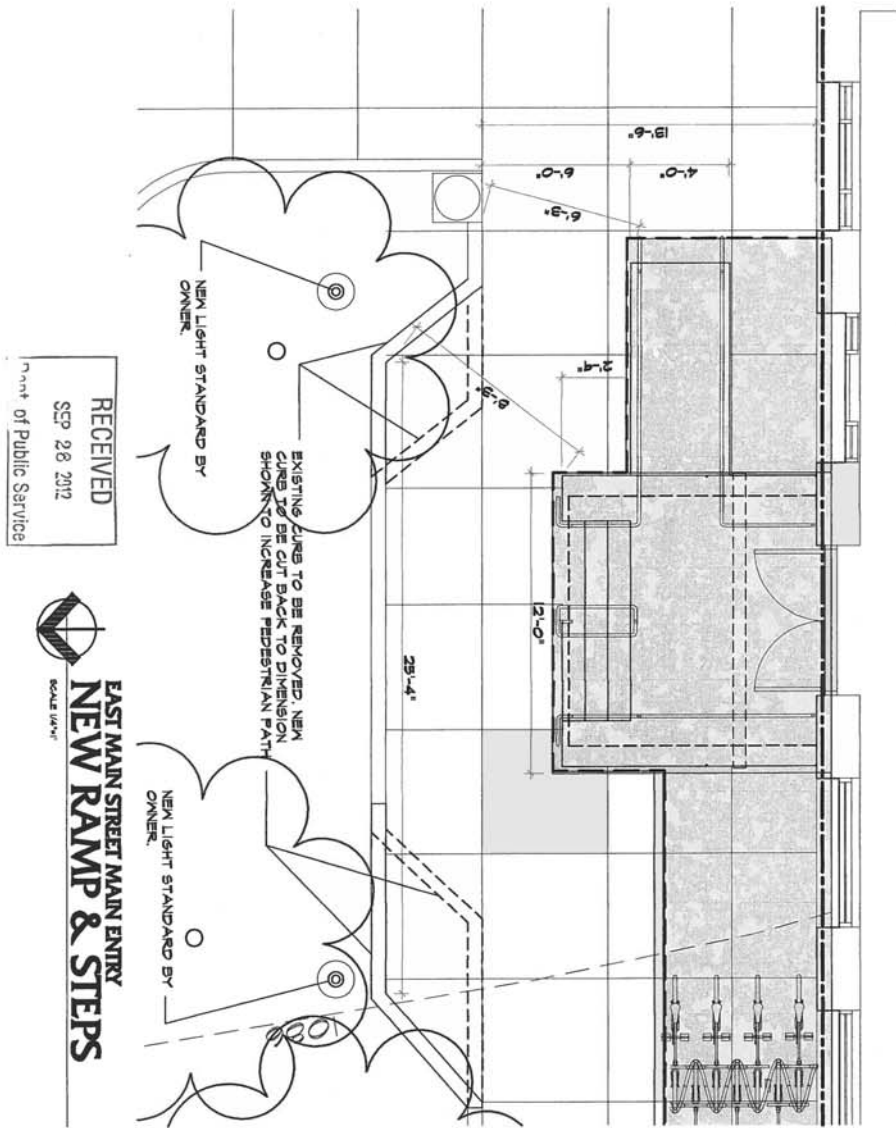 13'-6"
6'-0"
4'-0"
6'-3"
2'-9"
8'-3"
12'-0"
25'-4"
NEW LIGHT STANDARD BY
OWNER.
EXISTING CURB TO BE REMOVED. NEW
CURB TO BE CUT BACK TO DIMENSION
SHOWN TO INCREASE PEDESTRIAN PATH
NEW LIGHT STANDARD BY
OWNER.
RECEIVED
SEP 28 2012
of Public Service
EAST MAIN STREET MAIN ENTRY
NEW RAMP & STEPS
SCALE 1/4"=1'